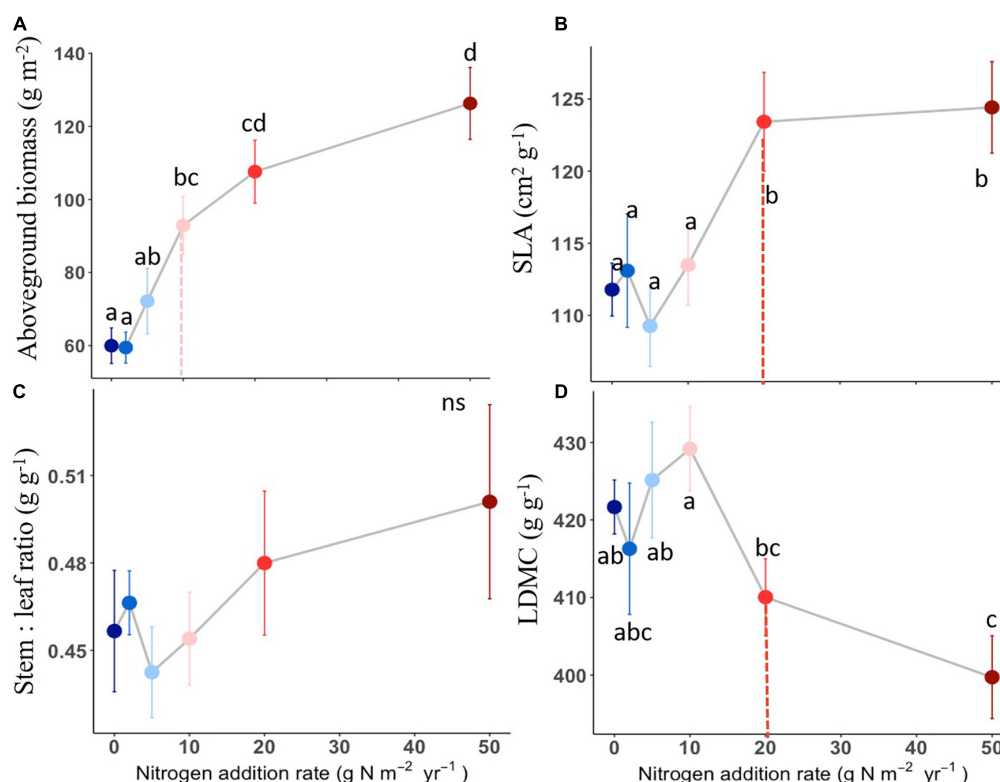 A
Aboveground biomass (g m⁻²)
140
120
100
80
60
a
a
ab
bc
cd
d
B
SLA (cm² g⁻¹)
125
120
115
110
a
a
a
a
b
b
C
Stem : leaf ratio (g g⁻¹)
0.51
0.48
0.45
ns
0 10 20 30 40 50
Nitrogen addition rate (g N m⁻² yr⁻¹)
D
LDMC (g g⁻¹)
430
420
410
400
ab
abc
ab
a
bc
c
0 10 20 30 40 50
Nitrogen addition rate (g N m⁻² yr⁻¹)